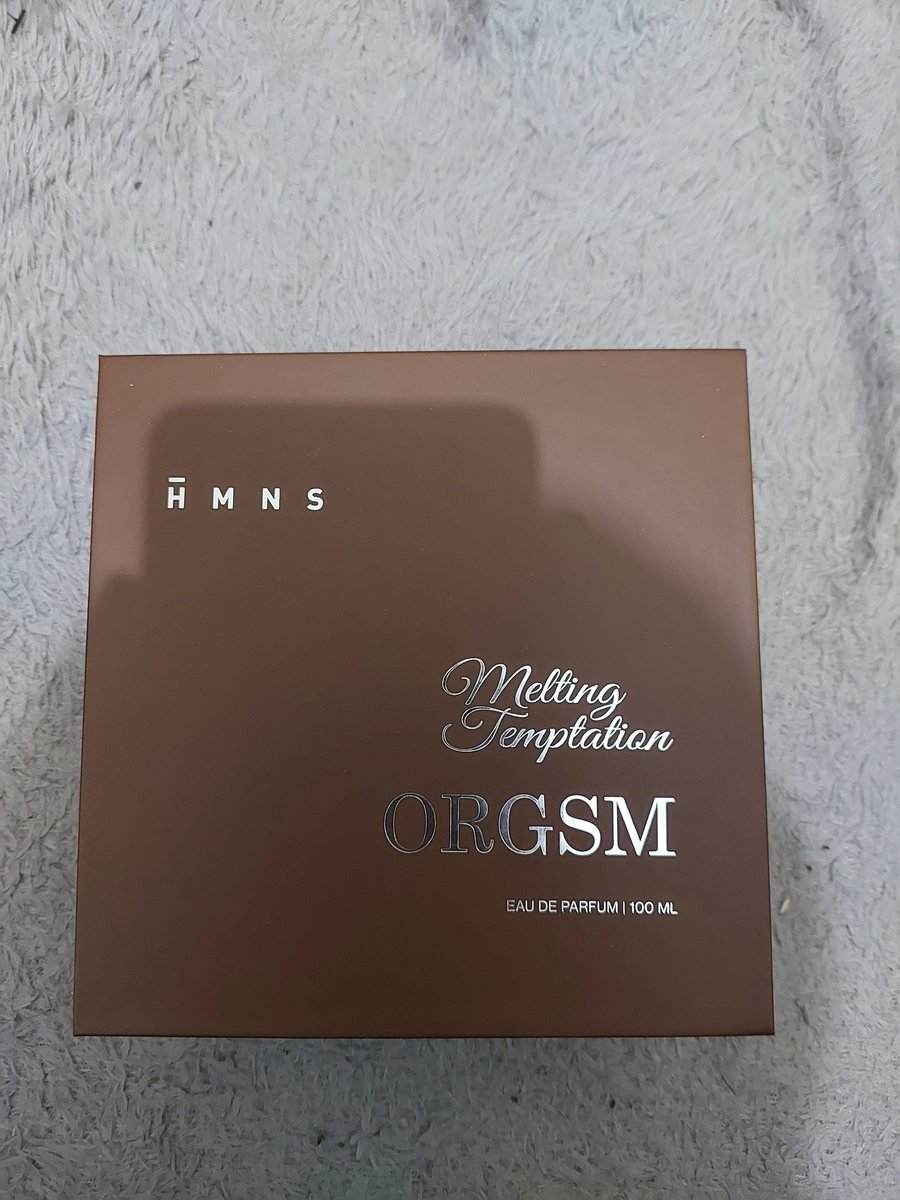 HMNS
Melting
Temptation
ORGSM
EAU DE PARFUM | 100 ML